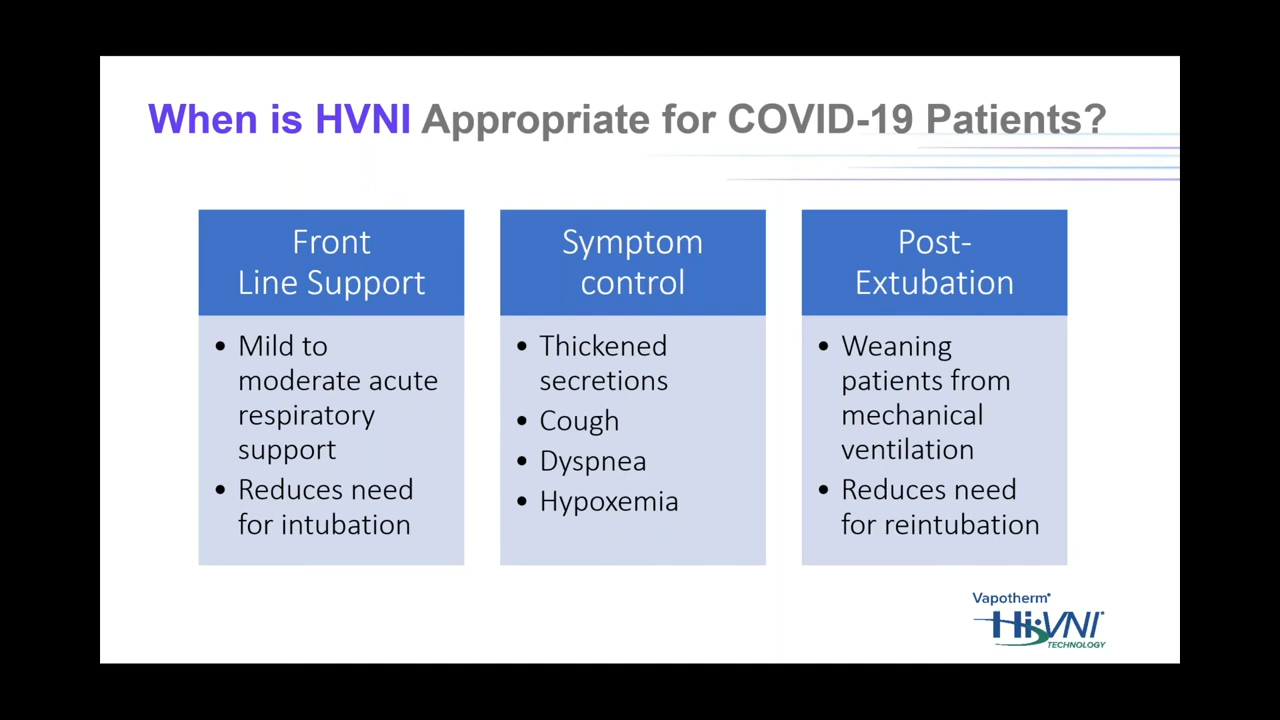 When is HVNI Appropriate for COVID-19 Patients?
Front
Line Support
• Mild to
moderate acute
respiratory
support
• Reduces need
for intubation
Symptom
control
• Thickened
secretions
• Cough
• Dyspnea
• Hypoxemia
Post-
Extubation
• Weaning
patients from
mechanical
ventilation
• Reduces need
for reintubation
Vapotherm®
Hi-VNI®
TECHNOLOGY